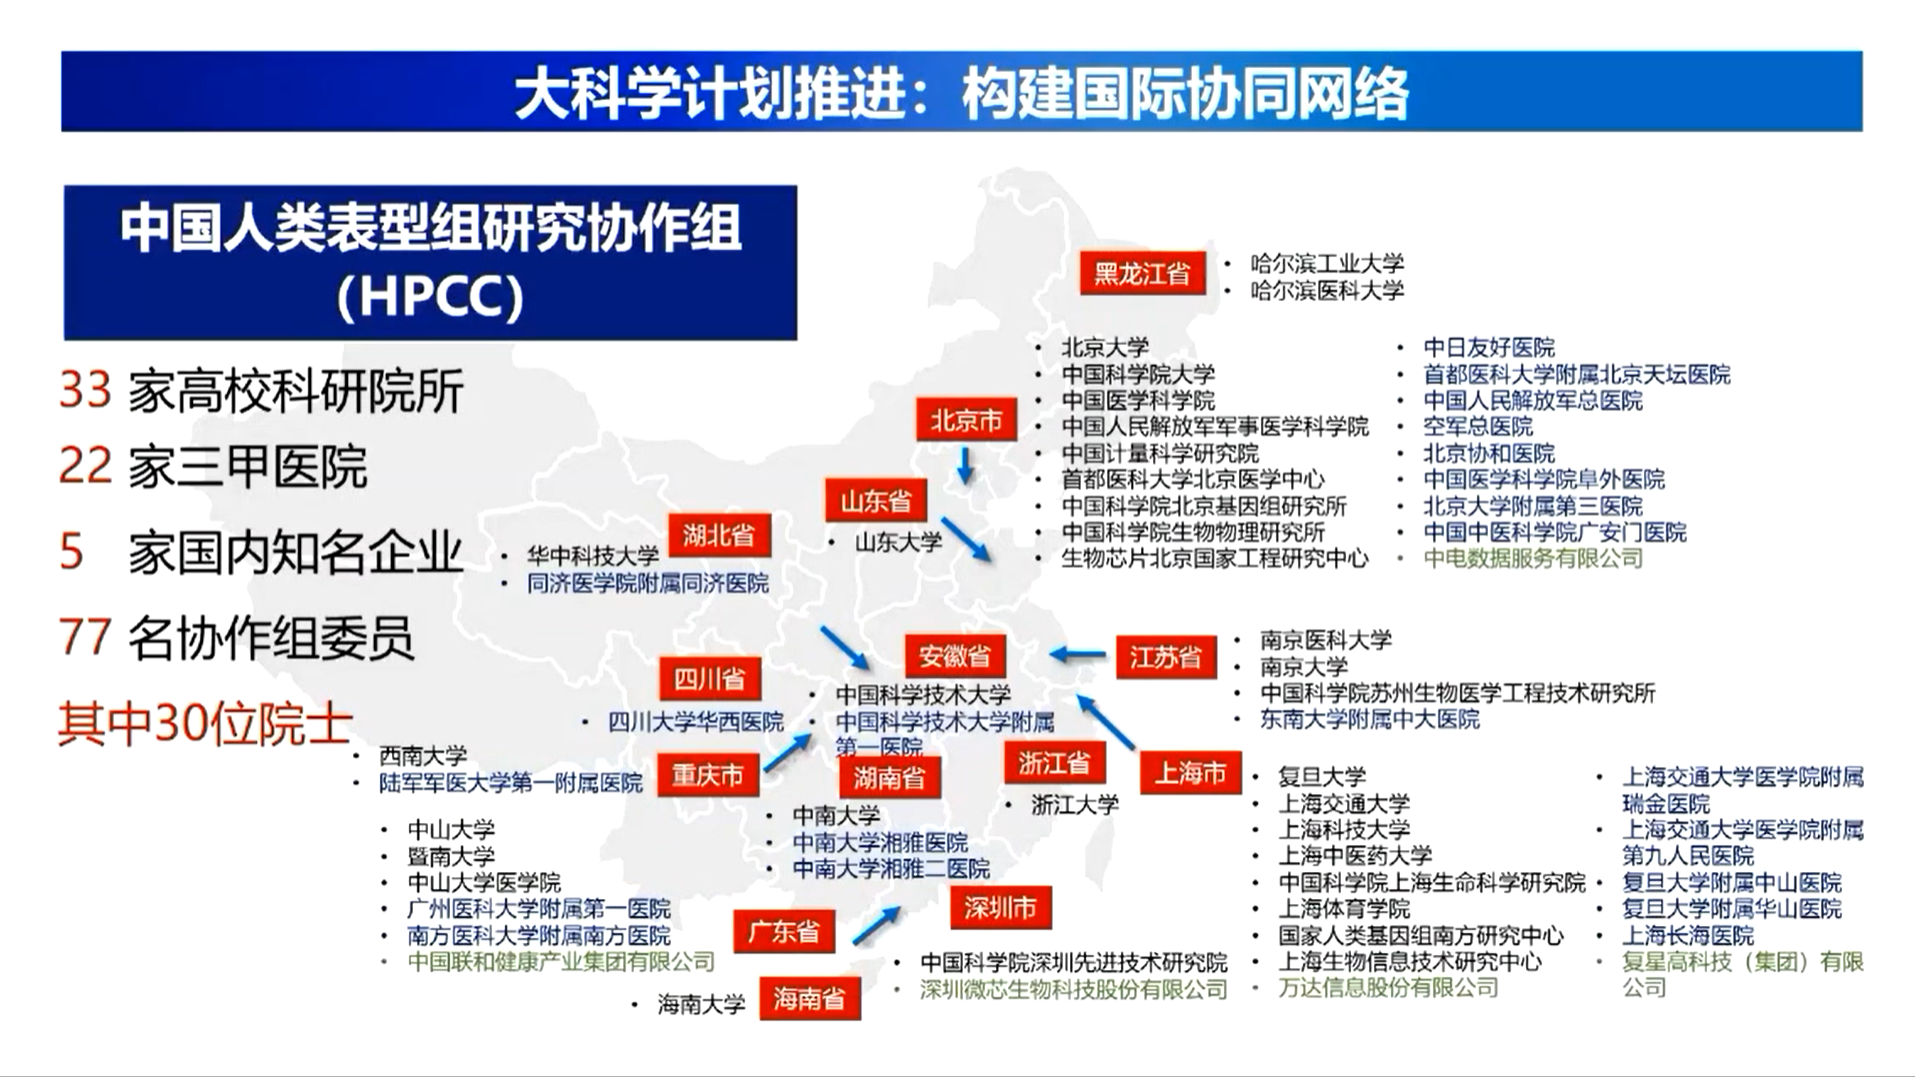 大科学计划推进：构建国际协同网络
中国人类表型组研究协作组
(HPCC)
33 家高校科研院所
22 家三甲医院
5 家国内知名企业
77 名协作组委员
其中30位院士
黑龙江省
• 哈尔滨工业大学
• 哈尔滨医科大学
北京市
• 北京大学
• 中国科学院大学
• 中国医学科学院
• 中国人民解放军军事医学科学院
• 中国计量科学研究院
• 首都医科大学北京医学中心
• 中国科学院北京基因组研究所
• 中国科学院生物物理研究所
• 生物芯片北京国家工程研究中心
• 中日友好医院
• 首都医科大学附属北京天坛医院
• 中国人民解放军总医院
• 空军总医院
• 北京协和医院
• 中国医学科学院阜外医院
• 北京大学附属第三医院
• 中国中医科学院广安门医院
• 中电数据服务有限公司
山东省
• 山东大学
湖北省
• 华中科技大学
• 同济医学院附属同济医院
安徽省
• 中国科学技术大学
• 中国科学技术大学附属
第一医院
江苏省
• 南京医科大学
• 南京大学
• 中国科学院苏州生物医学工程技术研究所
• 东南大学附属中大医院
四川省
• 四川大学华西医院
重庆市
• 西南大学
• 陆军军医大学第一附属医院
湖南省
• 中南大学
• 中南大学湘雅医院
• 中南大学湘雅二医院
浙江省
• 浙江大学
上海市
• 复旦大学
• 上海交通大学
• 上海科技大学
• 上海中医药大学
• 中国科学院上海生命科学研究院
• 上海体育学院
• 国家人类基因组南方研究中心
• 上海生物信息技术研究中心
• 万达信息股份有限公司
• 上海交通大学医学院附属
瑞金医院
• 上海交通大学医学院附属
第九人民医院
• 复旦大学附属中山医院
• 复旦大学附属华山医院
• 上海长海医院
• 复星高科技（集团）有限
公司
广东省
• 中山大学
• 暨南大学
• 中山大学医学院
• 广州医科大学附属第一医院
• 南方医科大学附属南方医院
• 中国联和健康产业集团有限公司
深圳市
• 中国科学院深圳先进技术研究院
• 深圳微芯生物科技股份有限公司
海南省
• 海南大学